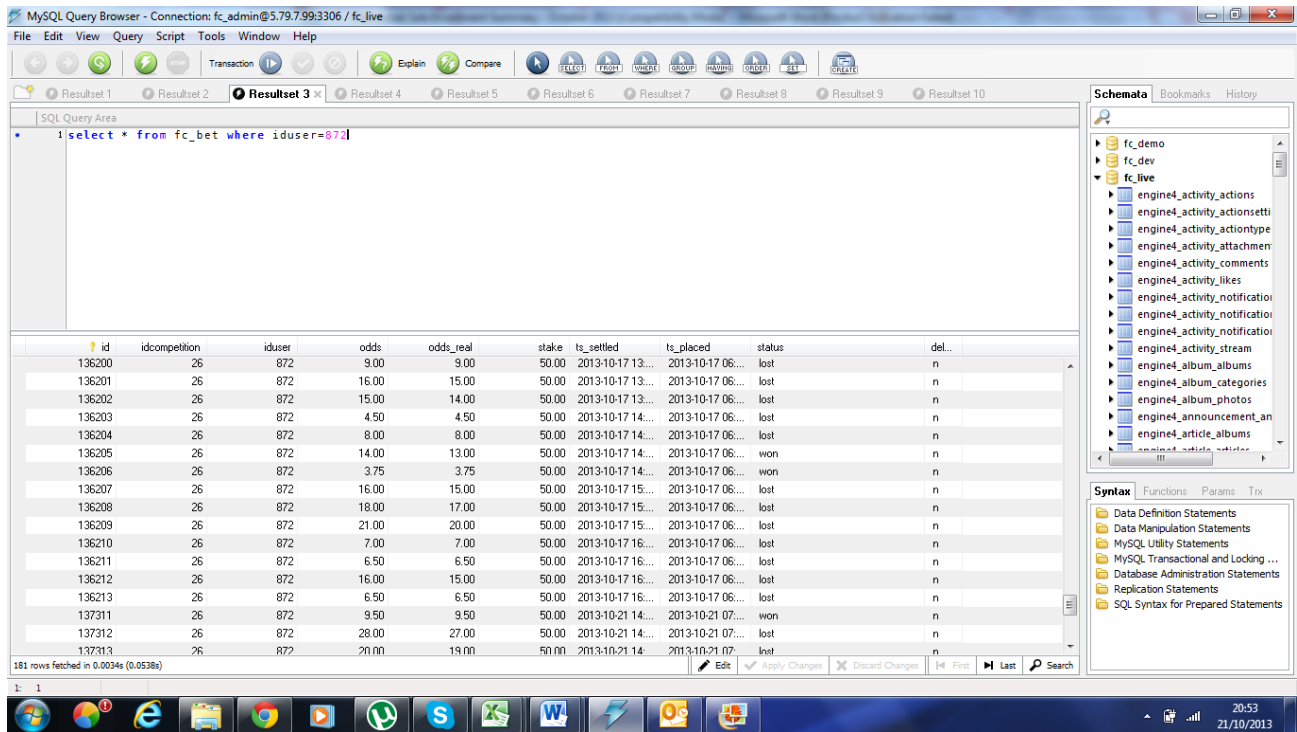 MySQL Query Browser - Connection: fc_admin@5.79.7.99:3306 / fc_live
File Edit View Query Script Tools Window Help
Transaction Explain Compare SELECT FROM WHERE GROUP HAVING ORDER SET CREATE
Resultset 1 Resultset 2 Resultset 3 Resultset 4 Resultset 5 Resultset 6 Resultset 7 Resultset 8 Resultset 9 Resultset 10
SQL Query Area
1 select * from fc_bet where iduser=872
id idcompetition iduser odds odds_real stake ts_settled ts_placed status del...
136200 26 872 9.00 9.00 50.00 2013-10-17 13:... 2013-10-17 06:... lost n
136201 26 872 16.00 15.00 50.00 2013-10-17 13:... 2013-10-17 06:... lost n
136202 26 872 15.00 14.00 50.00 2013-10-17 13:... 2013-10-17 06:... lost n
136203 26 872 4.50 4.50 50.00 2013-10-17 14:... 2013-10-17 06:... lost n
136204 26 872 8.00 8.00 50.00 2013-10-17 14:... 2013-10-17 06:... lost n
136205 26 872 14.00 13.00 50.00 2013-10-17 14:... 2013-10-17 06:... won n
136206 26 872 3.75 3.75 50.00 2013-10-17 14:... 2013-10-17 06:... won n
136207 26 872 16.00 15.00 50.00 2013-10-17 15:... 2013-10-17 06:... lost n
136208 26 872 18.00 17.00 50.00 2013-10-17 15:... 2013-10-17 06:... lost n
136209 26 872 21.00 20.00 50.00 2013-10-17 15:... 2013-10-17 06:... lost n
136210 26 872 7.00 7.00 50.00 2013-10-17 16:... 2013-10-17 06:... lost n
136211 26 872 6.50 6.50 50.00 2013-10-17 16:... 2013-10-17 06:... lost n
136212 26 872 16.00 15.00 50.00 2013-10-17 16:... 2013-10-17 06:... lost n
136213 26 872 6.50 6.50 50.00 2013-10-17 16:... 2013-10-17 06:... lost n
137311 26 872 9.50 9.50 50.00 2013-10-21 14:... 2013-10-21 07:... won n
137312 26 872 28.00 27.00 50.00 2013-10-21 14:... 2013-10-21 07:... lost n
137313 26 872 20.00 19.00 50.00 2013-10-21 14: 2013-10-21 07: lost n
181 rows fetched in 0.0034s (0.0538s)
Edit Apply Changes Discard Changes First Last Search
1: 1
Schemata Bookmarks History
fc_demo
fc_dev
fc_live
engine4_activity_actions
engine4_activity_actionsetti
engine4_activity_actiontype
engine4_activity_attachmen
engine4_activity_comments
engine4_activity_likes
engine4_activity_notification
engine4_activity_notification
engine4_activity_notification
engine4_activity_stream
engine4_album_albums
engine4_album_categories
engine4_album_photos
engine4_announcement_an
engine4_article_albums
engine4_article_articles
Syntax Functions Params Trx
Data Definition Statements
Data Manipulation Statements
MySQL Utility Statements
MySQL Transactional and Locking ...
Database Administration Statements
Replication Statements
SQL Syntax for Prepared Statements
20:53
21/10/2013